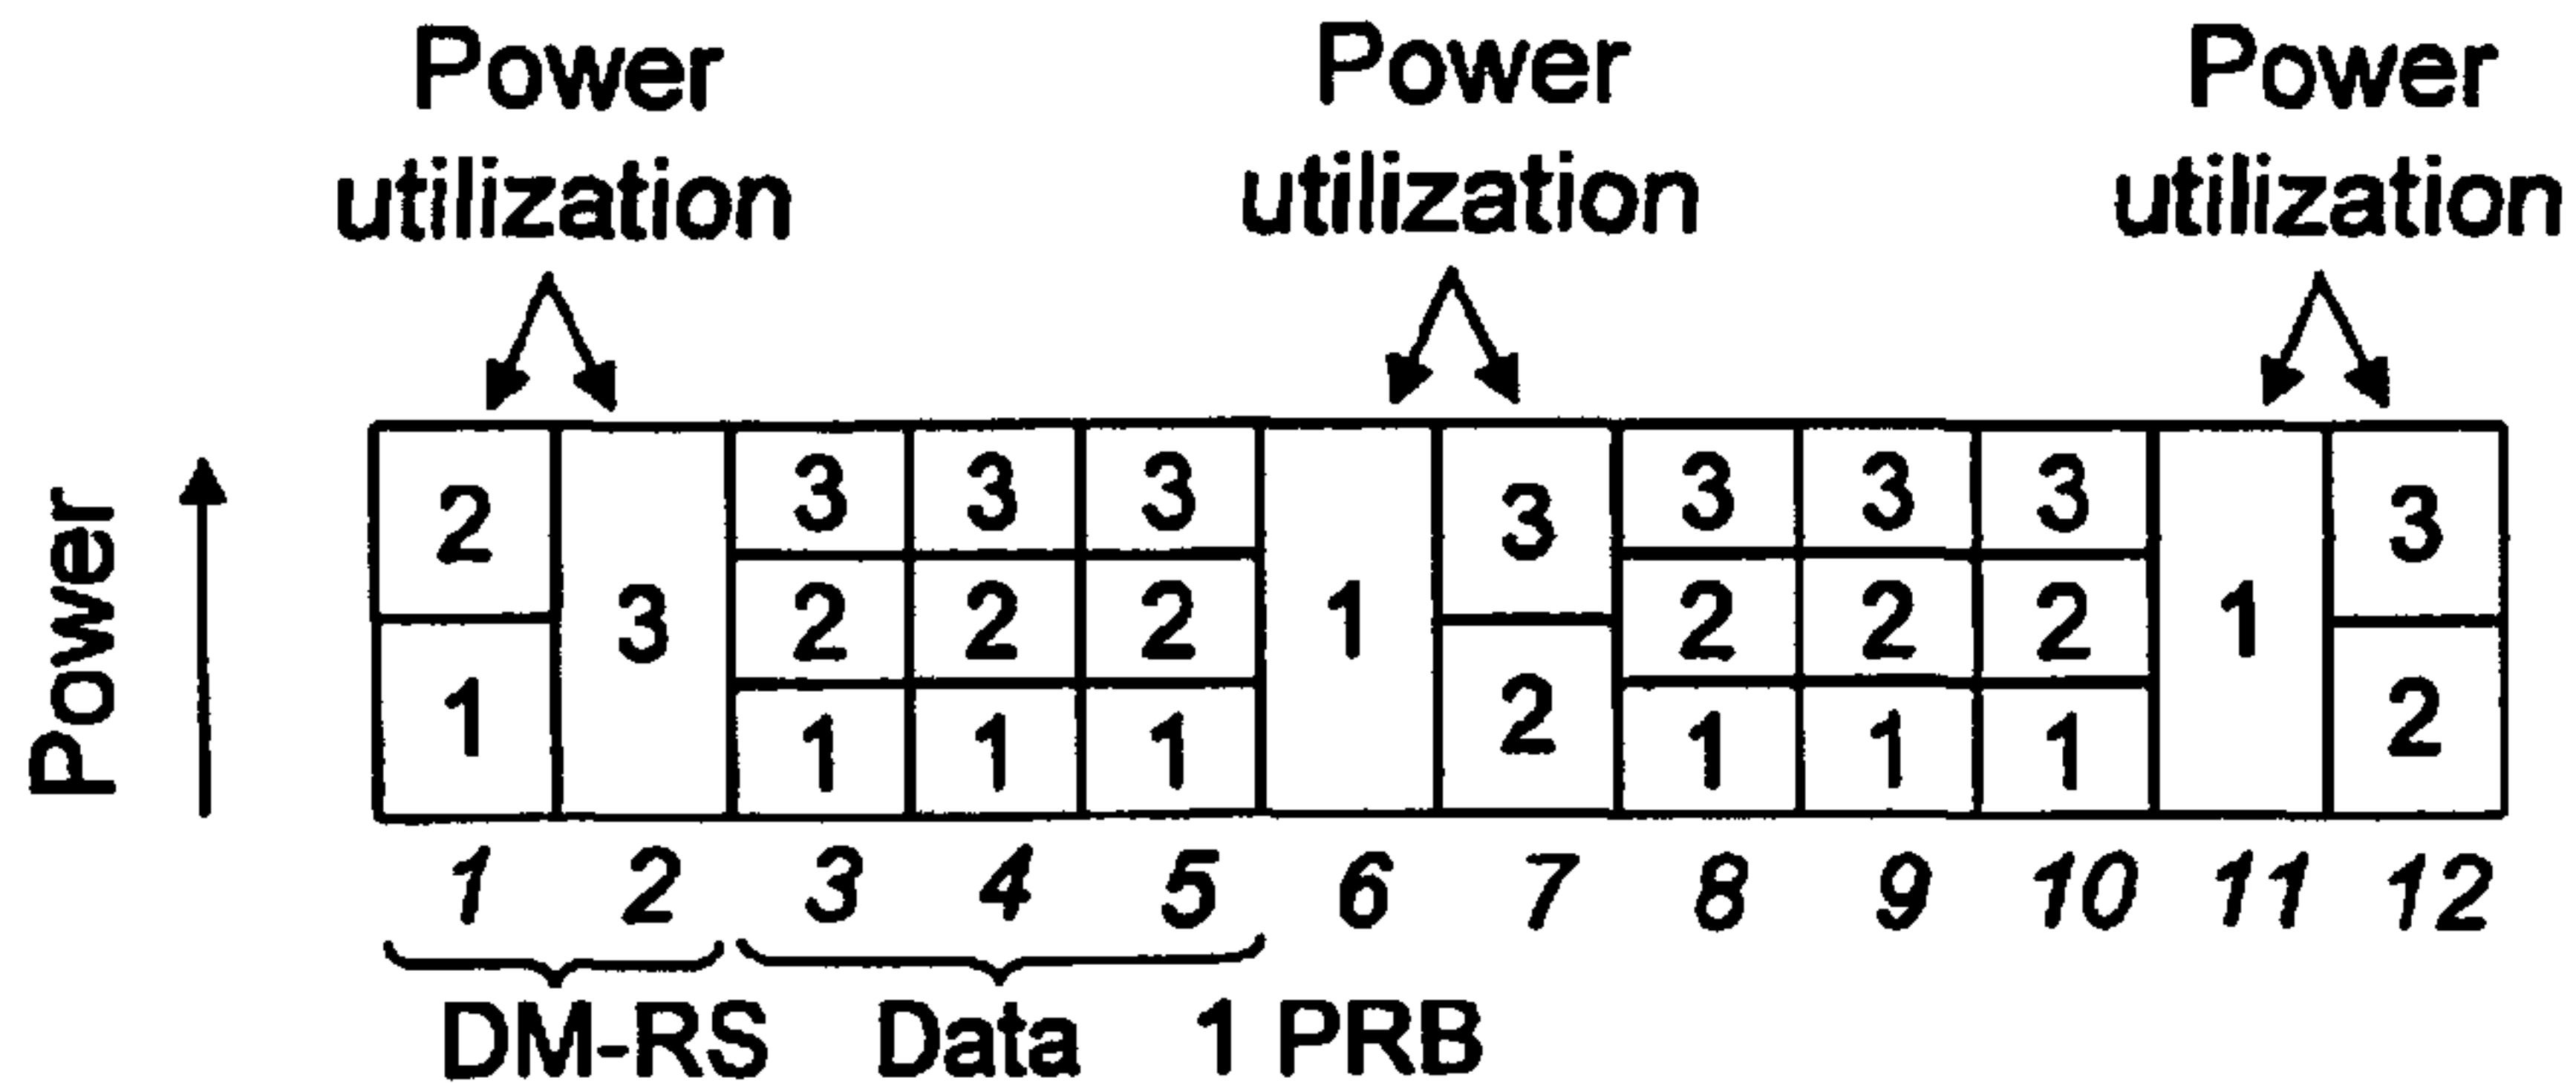 Power Power Power
utilization utilization utilization
Power
2 3 3 3 3 3 3 3 3
3 2 2 2 1 2 2 2 1
1 1 1 1 2 1 1 1 2
1 2 3 4 5 6 7 8 9 10 11 12
DM-RS Data 1 PRB